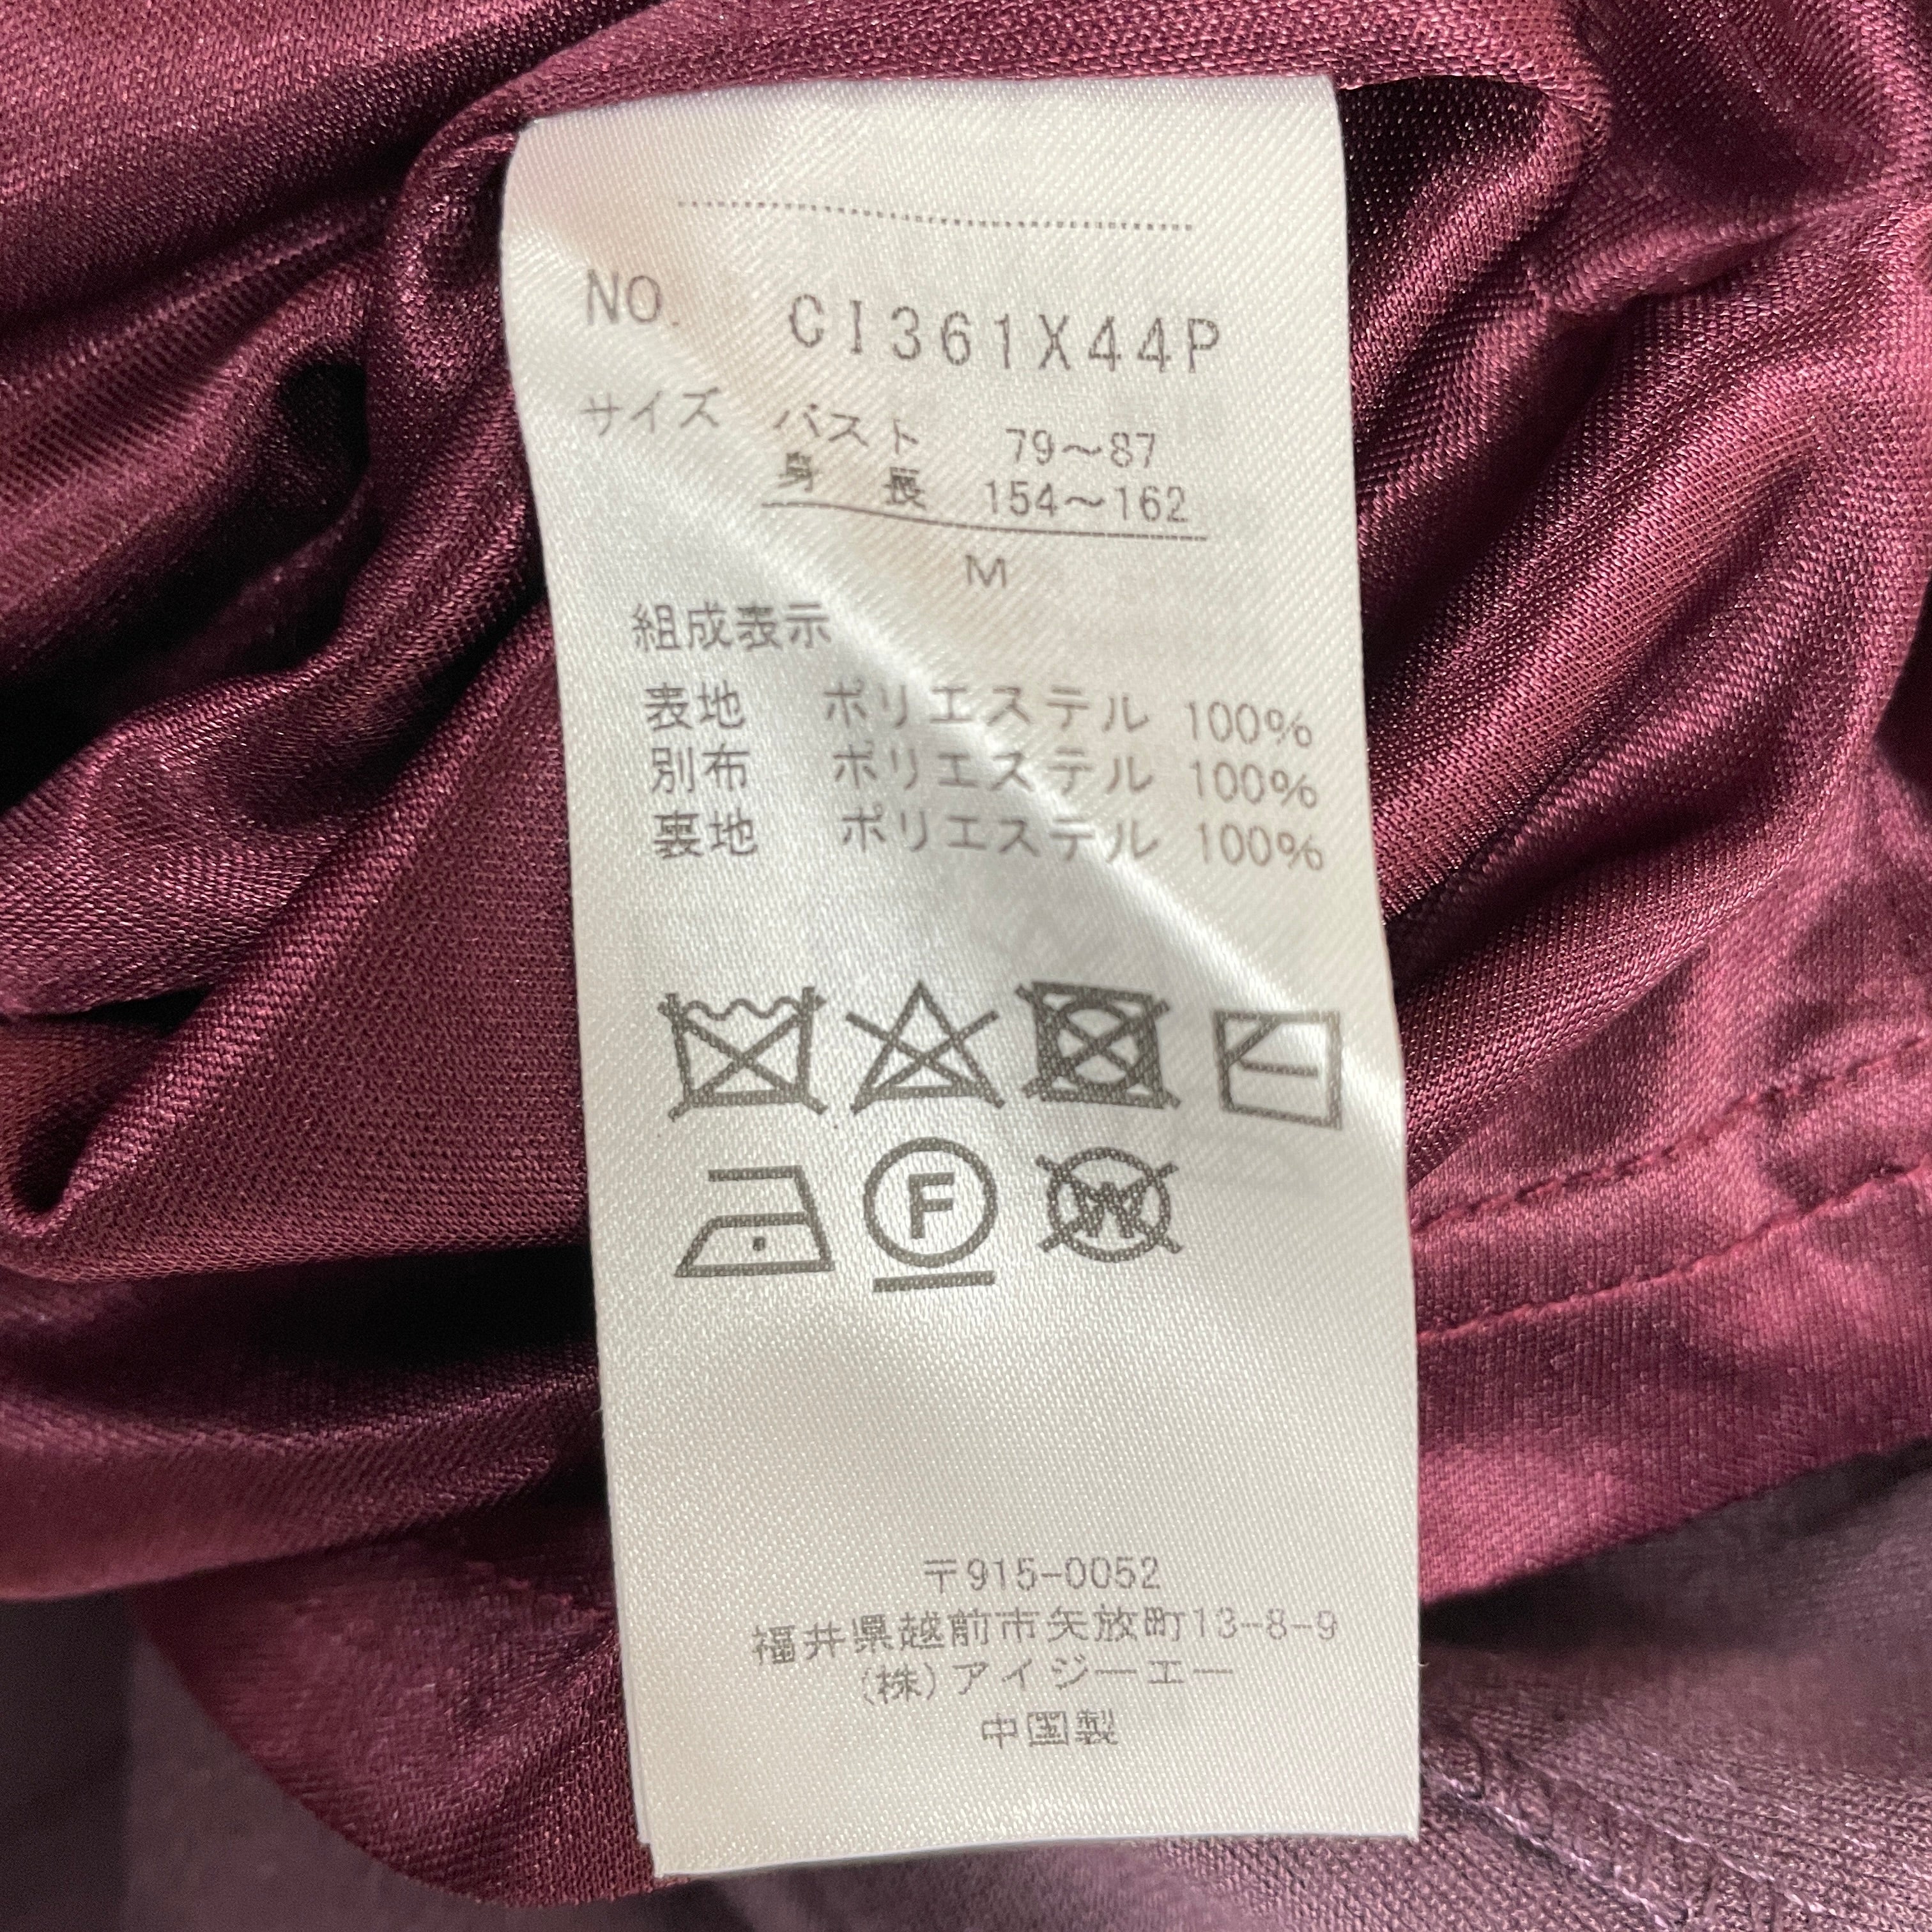 NO. CI361X44P
サイズ バスト 79～87
身長 154～162
M
組成表示
表地 ポリエステル 100%
別布 ポリエステル 100%
裏地 ポリエステル 100%
F W
〒915-0052
福井県越前市矢放町13-8-9
(株)アイジーエー
中国製